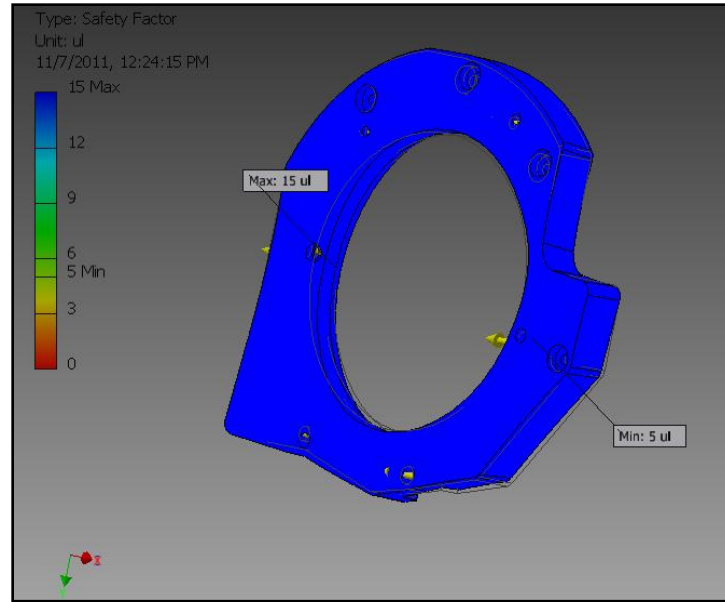 Type: Safety Factor
Unit: ul
11/7/2011, 12:24:15 PM
15 Max
12
9
6
5 Min
3
0
Max: 15 ul
Min: 5 ul
X
Y